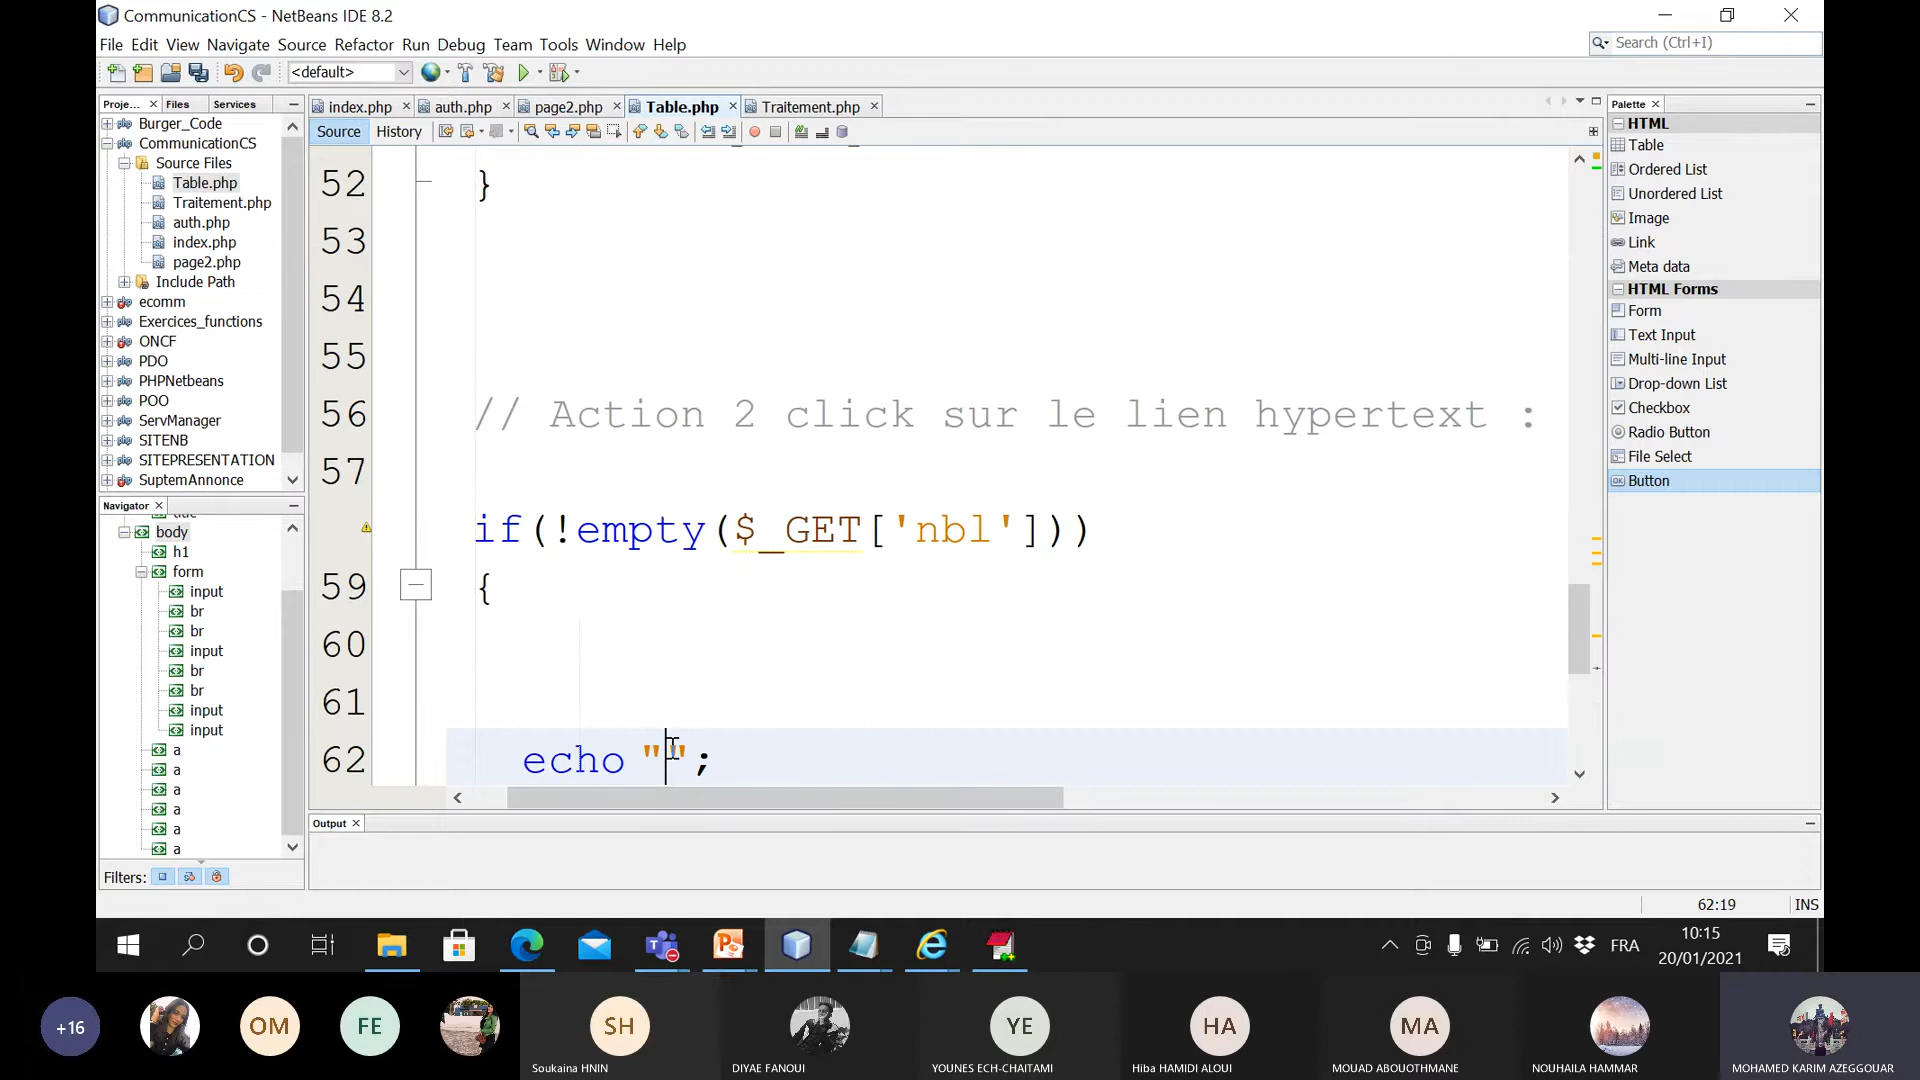 CommunicationCS - NetBeans IDE 8.2
File Edit View Navigate Source Refactor Run Debug Team Tools Window Help
Search (Ctrl+I)
<default>
Proje... Files Services
index.php auth.php page2.php Table.php Traitement.php
Palette
Source History
Burger_Code
CommunicationCS
Source Files
Table.php
Traitement.php
auth.php
index.php
page2.php
Include Path
ecomm
Exercices_functions
ONCF
PDO
PHPNetbeans
POO
ServManager
SITENB
SITEPRESENTATION
SuptemAnnonce
Navigator
body
h1
form
input
br
br
input
br
br
input
input
a
a
a
a
a
a
Filters:
52 }
53
54
55
56 // Action 2 click sur le lien hypertext :
57
if(!empty($_GET['nbl']))
59 {
60
61
62 echo "";
Output
HTML
Table
Ordered List
Unordered List
Image
Link
Meta data
HTML Forms
Form
Text Input
Multi-line Input
Drop-down List
Checkbox
Radio Button
File Select
Button
62:19 INS
FRA
10:15
20/01/2021
+16
OM
FE
SH
Soukaina HNIN
DIYAE FANOUI
YE
YOUNES ECH-CHAITAMI
HA
Hiba HAMIDI ALOUI
MA
MOUAD ABOUOTHMANE
NOUHAILA HAMMAR
MOHAMED KARIM AZEGGOUAR